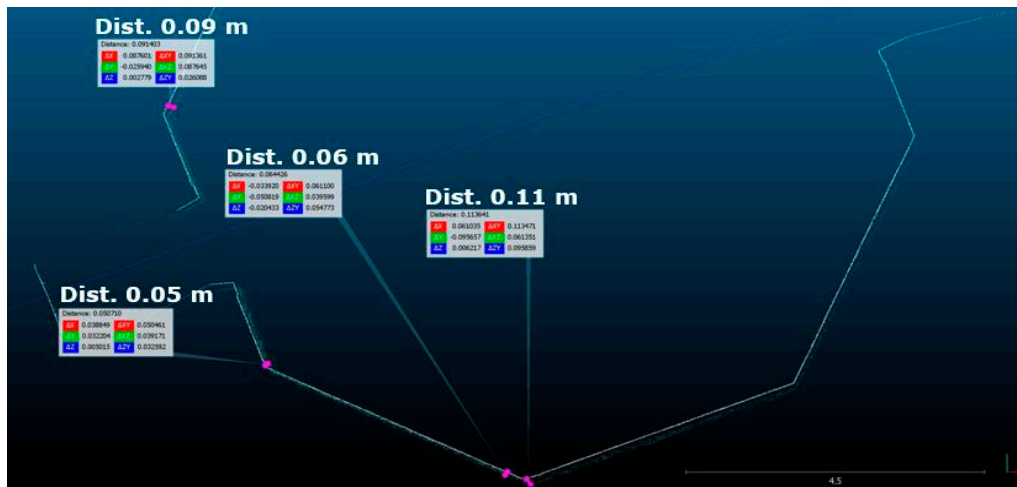 Dist. 0.09 m
Distance: 0.091403
ΔX 0.087601 ΔXY 0.091361
ΔY -0.025940 ΔXZ 0.087645
ΔZ 0.002779 ΔZY 0.026088
Dist. 0.06 m
Distance: 0.064426
ΔX -0.033920 ΔXY 0.061100
ΔY -0.050819 ΔXZ 0.039599
ΔZ -0.020433 ΔZY 0.054773
Dist. 0.11 m
Distance: 0.113641
ΔX 0.061035 ΔXY 0.113471
ΔY -0.095657 ΔXZ 0.061351
ΔZ 0.006217 ΔZY 0.095859
Dist. 0.05 m
Distance: 0.050710
ΔX 0.038849 ΔXY 0.050461
ΔY 0.032204 ΔXZ 0.039171
ΔZ 0.005015 ΔZY 0.032592
4.5